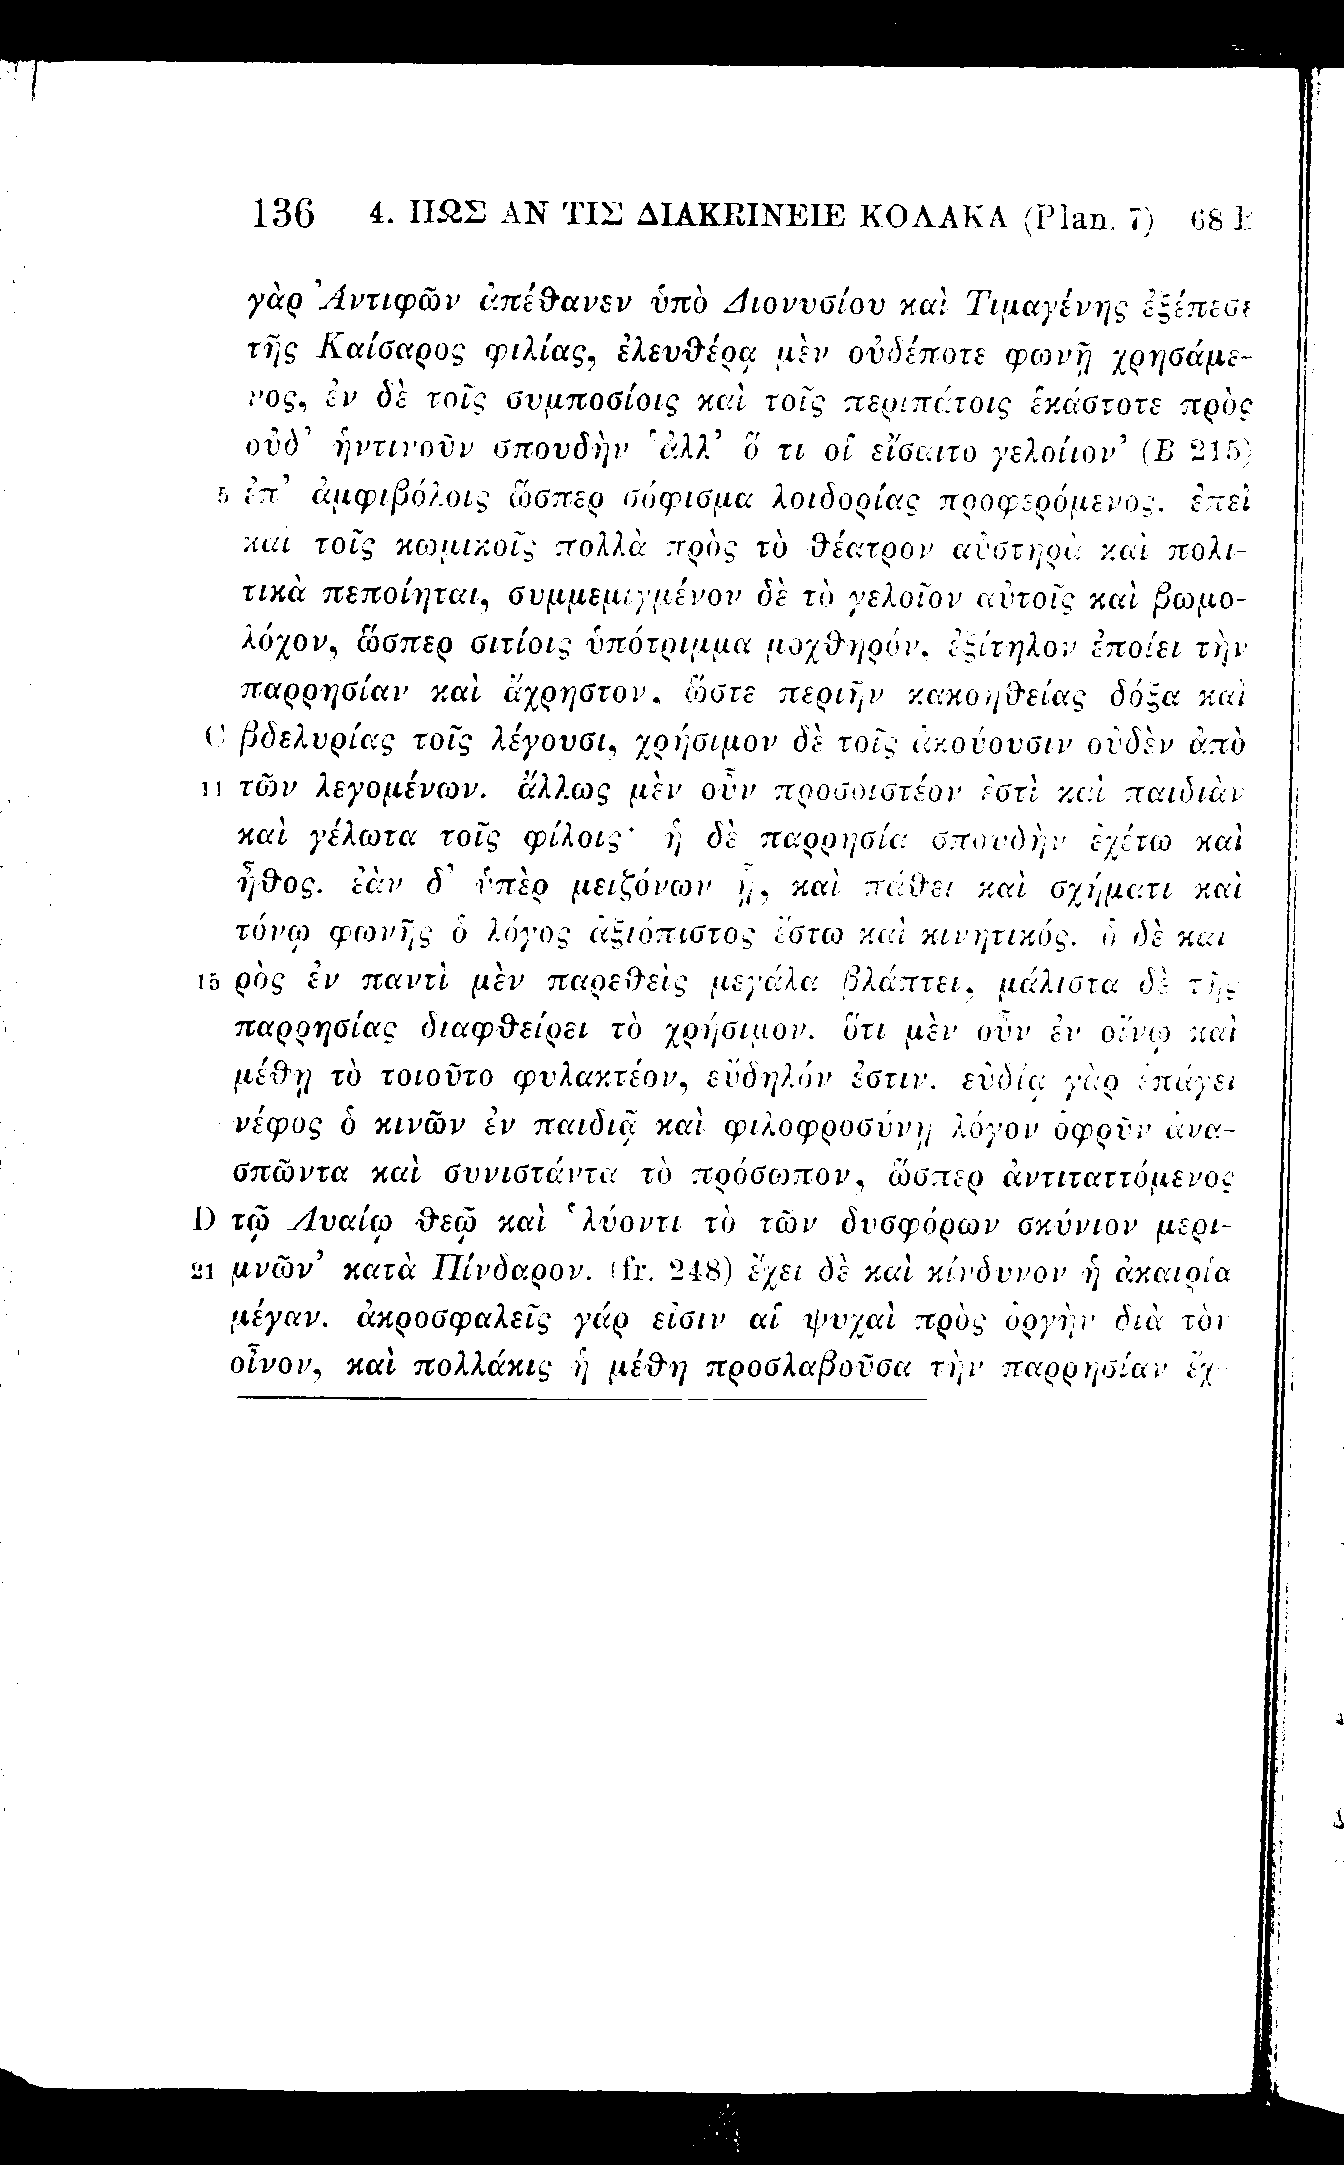 136 4. ΠΩΣ ΑΝ ΤΙΣ ΔΙΑΚΡΙΝΕΙΕ ΚΟΛΑΚΑ (Plan. 7) 68
γὰρ Ἀντιφῶν ἀπέθανεν ὑπὸ Διονυσίου καὶ Τιμαγένης ἐξέπεσε
τῆς Καίσαρος φιλίας, ἐλευθέρᾳ μὲν οὐδέποτε φωνῇ χρησάμε-
νος, ἐν δὲ τοῖς συμποσίοις καὶ τοῖς περιπάτοις ἑκάστοτε πρὸς
οὐδ’ ἡντινοῦν σπουδὴν ‘ἀλλ’ ὅ τι οἱ εἴσαιτο γελοίιον’ (Β 215)
5 ἐπ’ ἀμφιβόλοις ὥσπερ σόφισμα λοιδορίας προφερόμενος. ἐπεὶ
καὶ τοῖς κωμικοῖς πολλὰ πρὸς τὸ θέατρον αὐστηρὰ καὶ πολι-
τικὰ πεποίηται, συμμεμιγμένον δὲ τὸ γελοῖον αὐτοῖς καὶ βωμο-
λόχον, ὥσπερ σιτίοις ὑπότριμμα μοχθηρόν, ἐξίτηλον ἐποίει τὴν
παρρησίαν καὶ ἄχρηστον, ὥστε περιῆν κακοηθείας δόξα καὶ
C βδελυρίας τοῖς λέγουσι, χρήσιμον δὲ τοῖς ἀκούουσιν οὐδὲν ἀπὸ
11 τῶν λεγομένων. ἄλλως μὲν οὖν προσοιστέον ἐστὶ καὶ παιδιὰν
καὶ γέλωτα τοῖς φίλοις· ἡ δὲ παρρησία σπουδὴν ἐχέτω καὶ
ἦθος. ἐὰν δ’ ὑπὲρ μειζόνων ᾖ, καὶ πάθει καὶ σχήματι καὶ
τόνῳ φωνῆς ὁ λόγος ἀξιόπιστος ἔστω καὶ κινητικός. ὁ δὲ και
15 ρὸς ἐν παντὶ μὲν παρεθεὶς μεγάλα βλάπτει, μάλιστα δὲ τῆς
παρρησίας διαφθείρει τὸ χρήσιμον. ὅτι μὲν οὖν ἐν οἴνῳ καὶ
μέθῃ τὸ τοιοῦτο φυλακτέον, εὔδηλόν ἐστιν. εὐδίᾳ γὰρ ἐπάγει
νέφος ὁ κινῶν ἐν παιδιᾷ καὶ φιλοφροσύνῃ λόγον ὀφρῦν ἀνα-
σπῶντα καὶ συνιστάντα τὸ πρόσωπον, ὥσπερ ἀντιταττόμενος
D τῷ Λυαίῳ θεῷ καὶ ‘λύοντι τὸ τῶν δυσφόρων σκύνιον μερι-
21 μνῶν’ κατὰ Πίνδαρον. (fr. 248) ἔχει δὲ καὶ κίνδυνον ἡ ἀκαιρία
μέγαν. ἀκροσφαλεῖς γάρ εἰσιν αἱ ψυχαὶ πρὸς ὀργὴν διὰ τὸν
οἶνον, καὶ πολλάκις ἡ μέθη προσλαβοῦσα τὴν παρρησίαν ἔχ